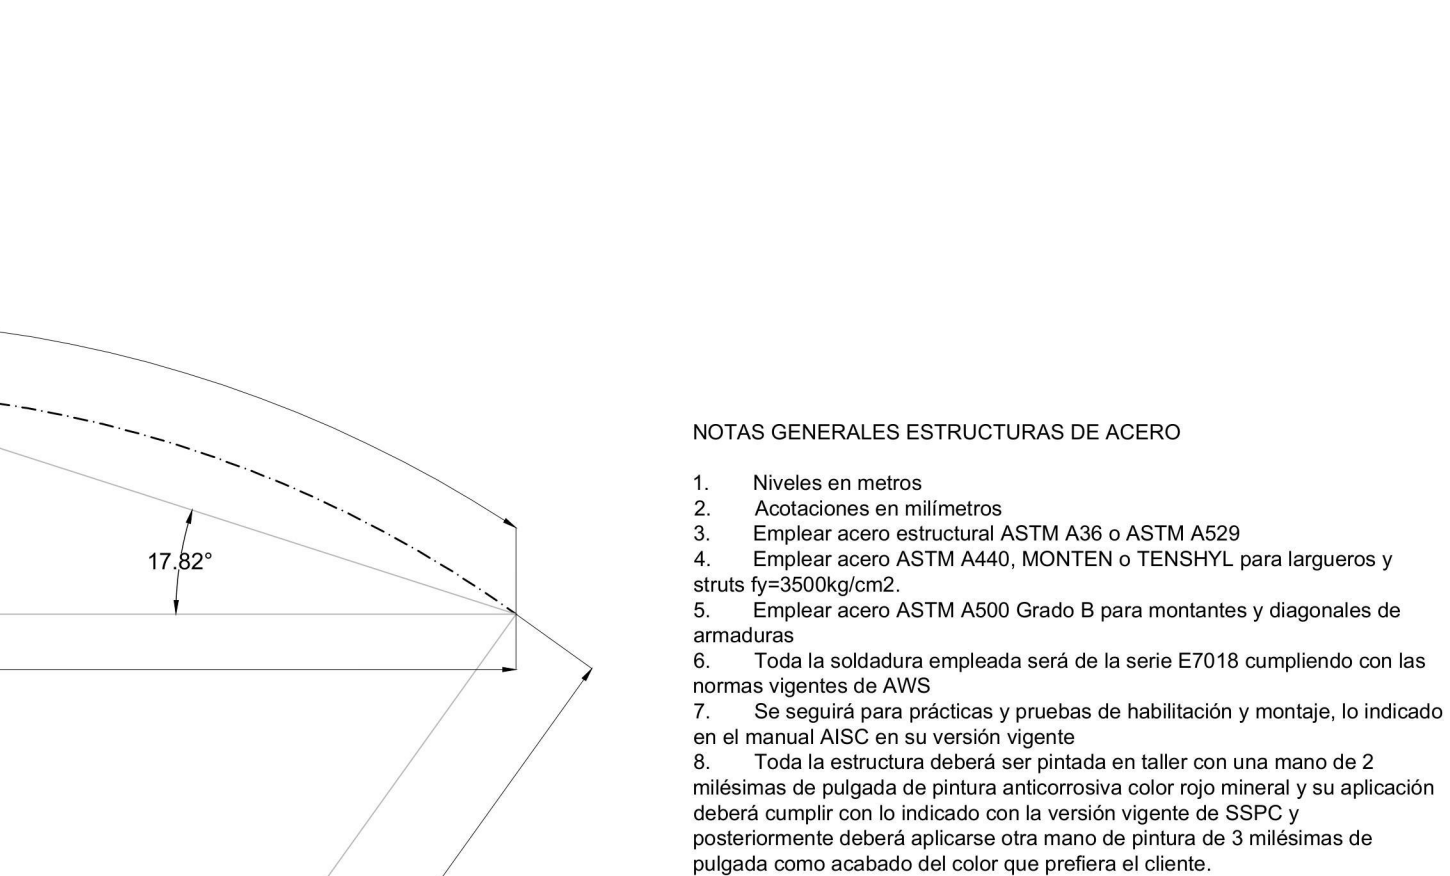 17.82°
NOTAS GENERALES ESTRUCTURAS DE ACERO
1. Niveles en metros
2. Acotaciones en milímetros
3. Emplear acero estructural ASTM A36 o ASTM A529
4. Emplear acero ASTM A440, MONTEN o TENSHYL para largueros y
struts fy=3500kg/cm2.
5. Emplear acero ASTM A500 Grado B para montantes y diagonales de
armaduras
6. Toda la soldadura empleada será de la serie E7018 cumpliendo con las
normas vigentes de AWS
7. Se seguirá para prácticas y pruebas de habilitación y montaje, lo indicado
en el manual AISC en su versión vigente
8. Toda la estructura deberá ser pintada en taller con una mano de 2
milésimas de pulgada de pintura anticorrosiva color rojo mineral y su aplicación
deberá cumplir con lo indicado con la versión vigente de SSPC y
posteriormente deberá aplicarse otra mano de pintura de 3 milésimas de
pulgada como acabado del color que prefiera el cliente.